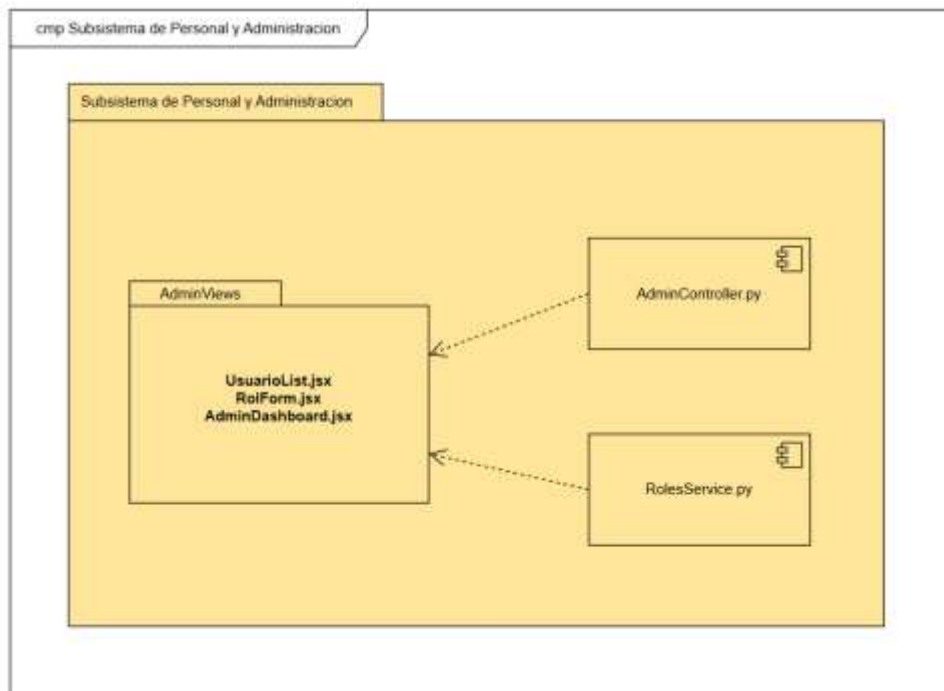 cmp Subsistema de Personal y Administracion
Subsistema de Personal y Administracion
AdminViews
UsuarioList.jsx
RolForm.jsx
AdminDashboard.jsx
AdminController.py
RolesService.py